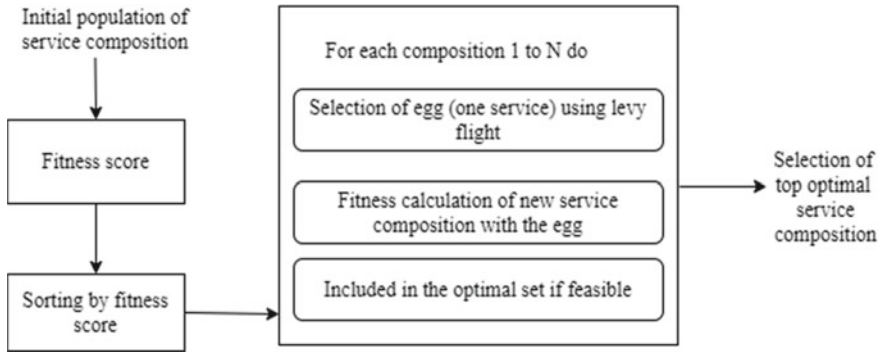 Initial population of
service composition
Fitness score
Sorting by fitness
score
For each composition 1 to N do
Selection of egg (one service) using levy
flight
Fitness calculation of new service
composition with the egg
Included in the optimal set if feasible
Selection of
top optimal
service
composition